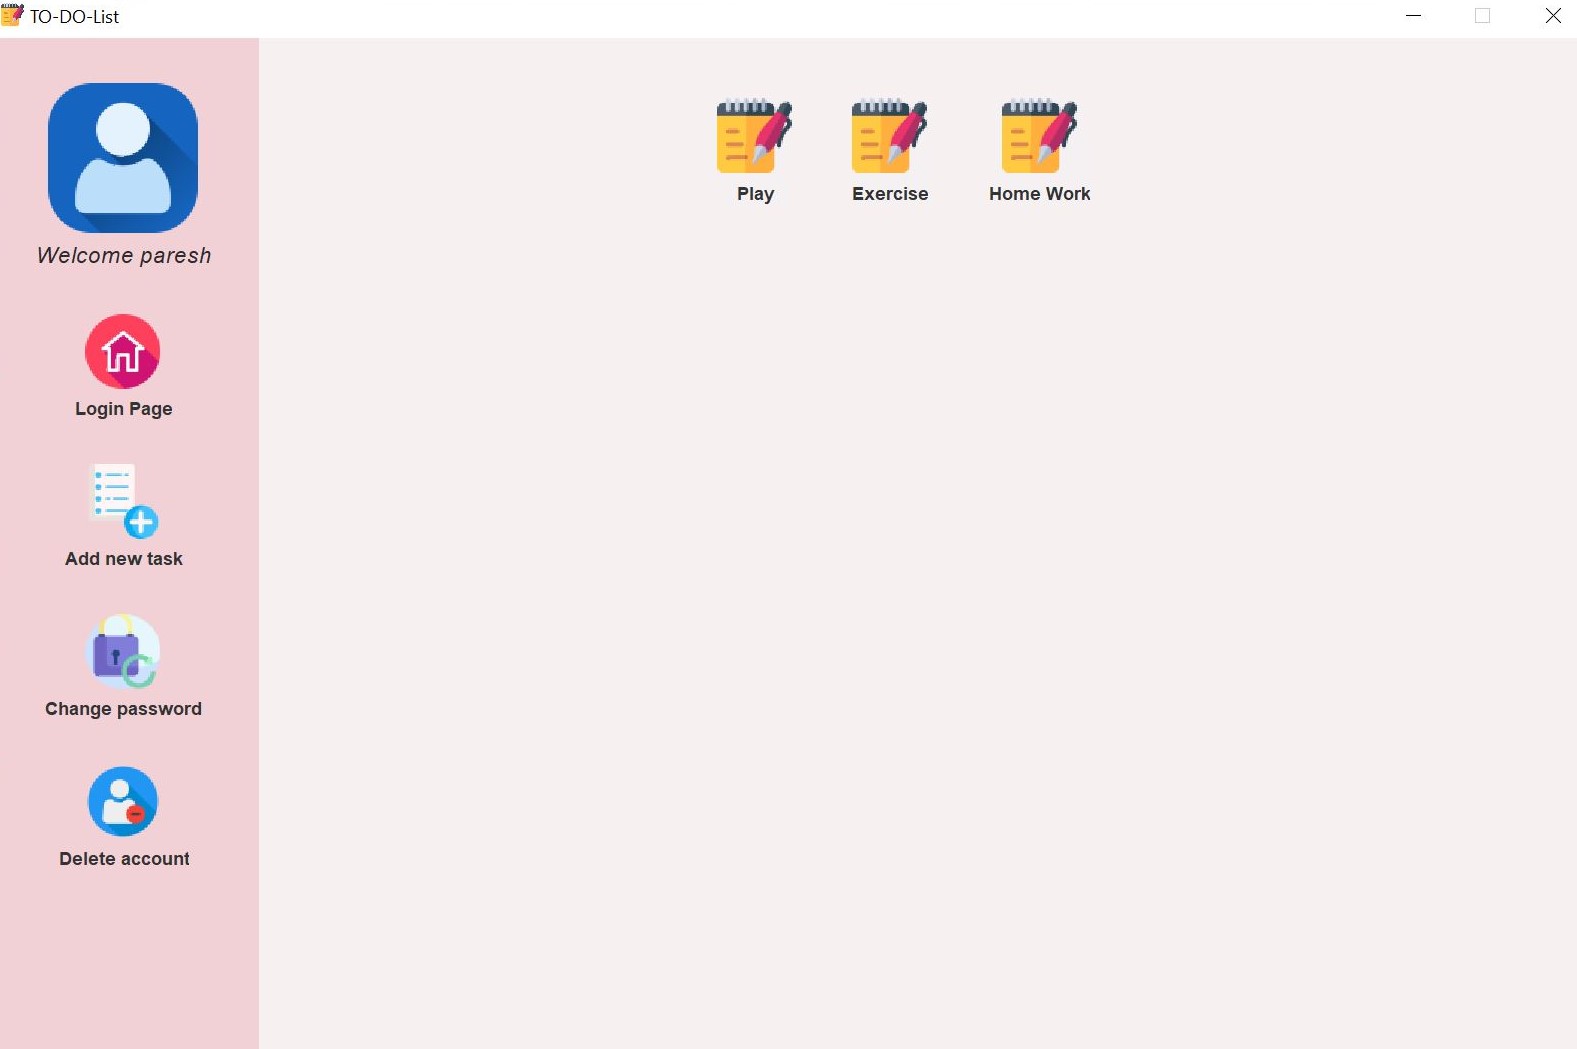 TO-DO-List
Welcome paresh
Login Page
Add new task
Change password
Delete account
Play
Exercise
Home Work